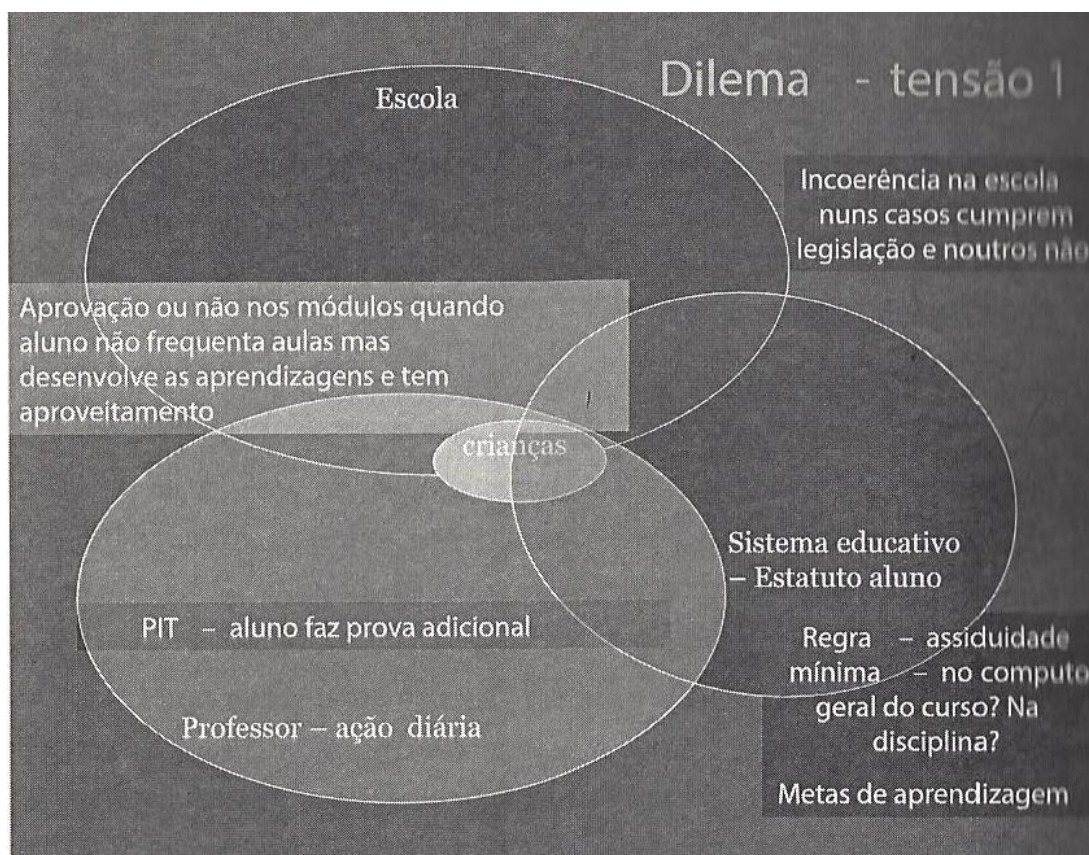 Dilema - tensão 1
Escola
Incoerência na escola
nuns casos cumprem
legislação e noutros não
Aprovação ou não nos módulos quando
aluno não frequenta aulas mas
desenvolve as aprendizagens e tem
aproveitamento
crianças
Sistema educativo
– Estatuto aluno
PIT – aluno faz prova adicional
Regra – assiduidade
mínima – no computo
geral do curso? Na
disciplina?
Professor – ação diária
Metas de aprendizagem